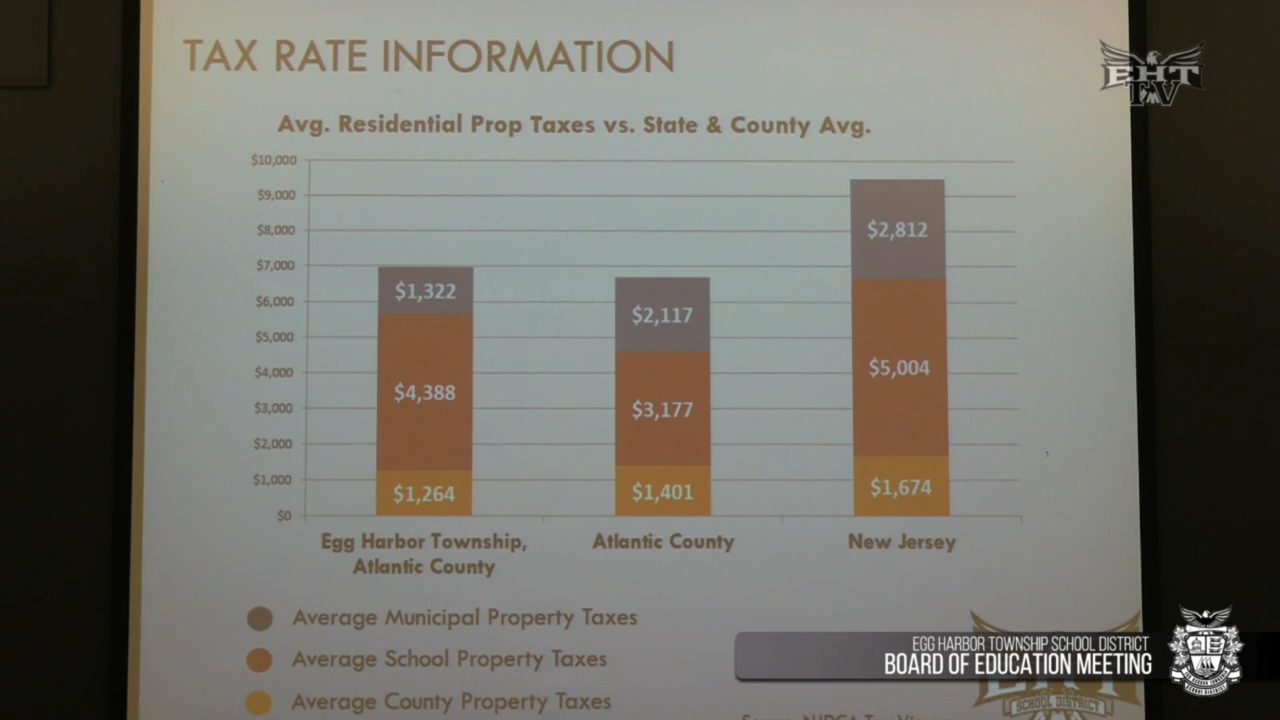 TAX RATE INFORMATION
EHT
TV
Avg. Residential Prop Taxes vs. State & County Avg.
$10,000
$9,000
$8,000
$7,000
$6,000
$5,000
$4,000
$3,000
$2,000
$1,000
$0
$1,322
$4,388
$1,264
$2,117
$3,177
$1,401
$2,812
$5,004
$1,674
Egg Harbor Township,
Atlantic County
Atlantic County
New Jersey
Average Municipal Property Taxes
Average School Property Taxes
Average County Property Taxes
EGG HARBOR TOWNSHIP SCHOOL DISTRICT
BOARD OF EDUCATION MEETING
EHT
SCHOOL DISTRICT